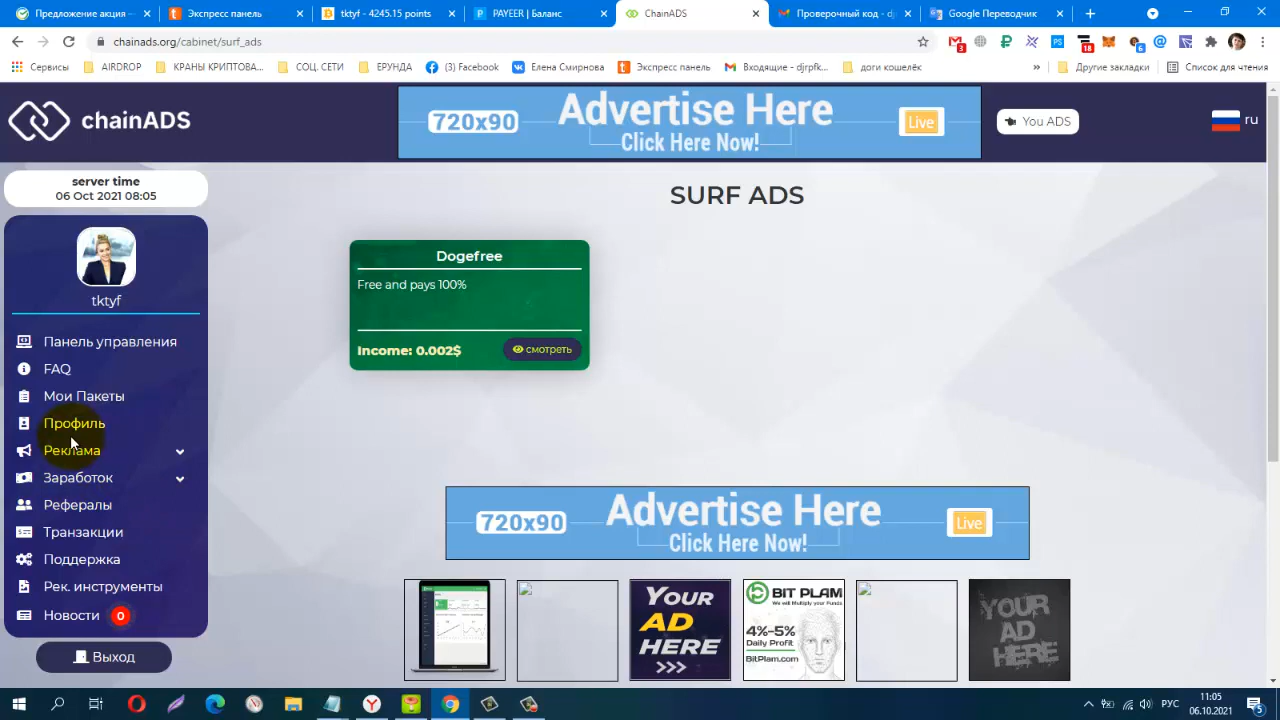 Предложение акция –
Экспресс панель
tktyf - 4245.15 points
PAYEER | Баланс
ChainADS
Проверочный код - dj
Google Переводчик
chainads.org/cabinet/surf_ads
Сервисы
AIRDROP
КРАНЫ КРИПТОВА...
СОЦ. СЕТИ
ЕРУНДА
(3) Facebook
Елена Смирнова
Экспресс панель
Входящие - djrpfk...
доги кошелёк
»
Другие закладки
Список для чтения
chainADS
720x90
Advertise Here
Click Here Now!
Live
You ADS
ru
server time
06 Oct 2021 08:05
tktyf
Панель управления
FAQ
Мои Пакеты
Профиль
Реклама
Заработок
Рефералы
Транзакции
Поддержка
Рек. инструменты
Новости 0
Выход
SURF ADS
Dogefree
Free and pays 100%
Income: 0.002$
смотреть
720x90
Advertise Here
Click Here Now!
Live
YOUR
AD
HERE
>>>
BIT PLAM
We will Multiply your Funds
4%-5%
Daily Profit
BitPlam.com
YOUR
AD
HERE
РУС
11:05
06.10.2021